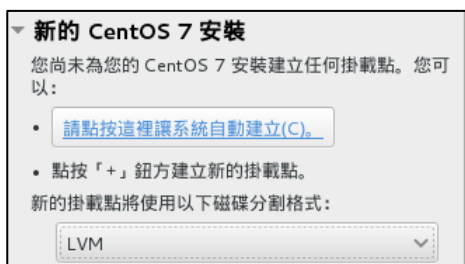 新的 CentOS 7 安裝
您尚未為您的 CentOS 7 安裝建立任何掛載點。您可
以：
• 請點按這裡讓系統自動建立(C)。
• 點按「+」鈕方建立新的掛載點。
新的掛載點將使用以下磁碟分割格式：
LVM